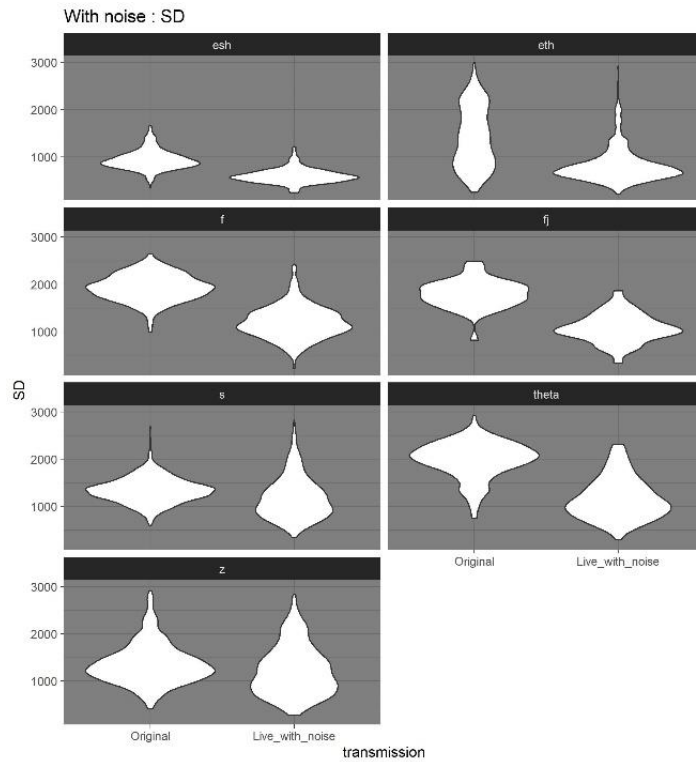 With noise : SD
esh
eth
3000
2000
1000
f
fj
3000
2000
1000
s
theta
3000
2000
1000
z
3000
2000
1000
SD
Original
Live_with_noise
Original
Live_with_noise
transmission